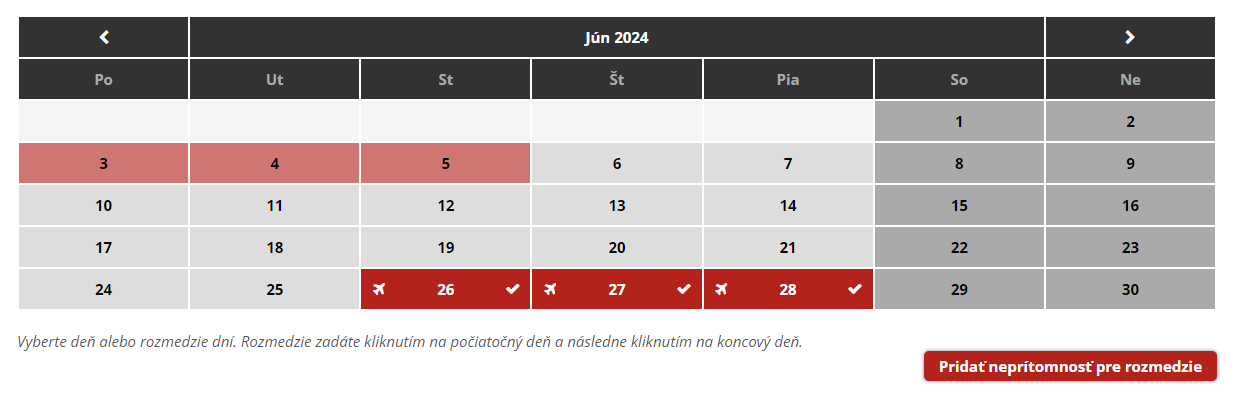 Jún 2024
Po Ut St Št Pia So Ne
1 2
3 4 5 6 7 8 9
10 11 12 13 14 15 16
17 18 19 20 21 22 23
24 25 26 27 28 29 30
Vyberte deň alebo rozmedzie dní. Rozmedzie zadáte kliknutím na počiatočný deň a následne kliknutím na koncový deň.
Pridať neprítomnosť pre rozmedzie